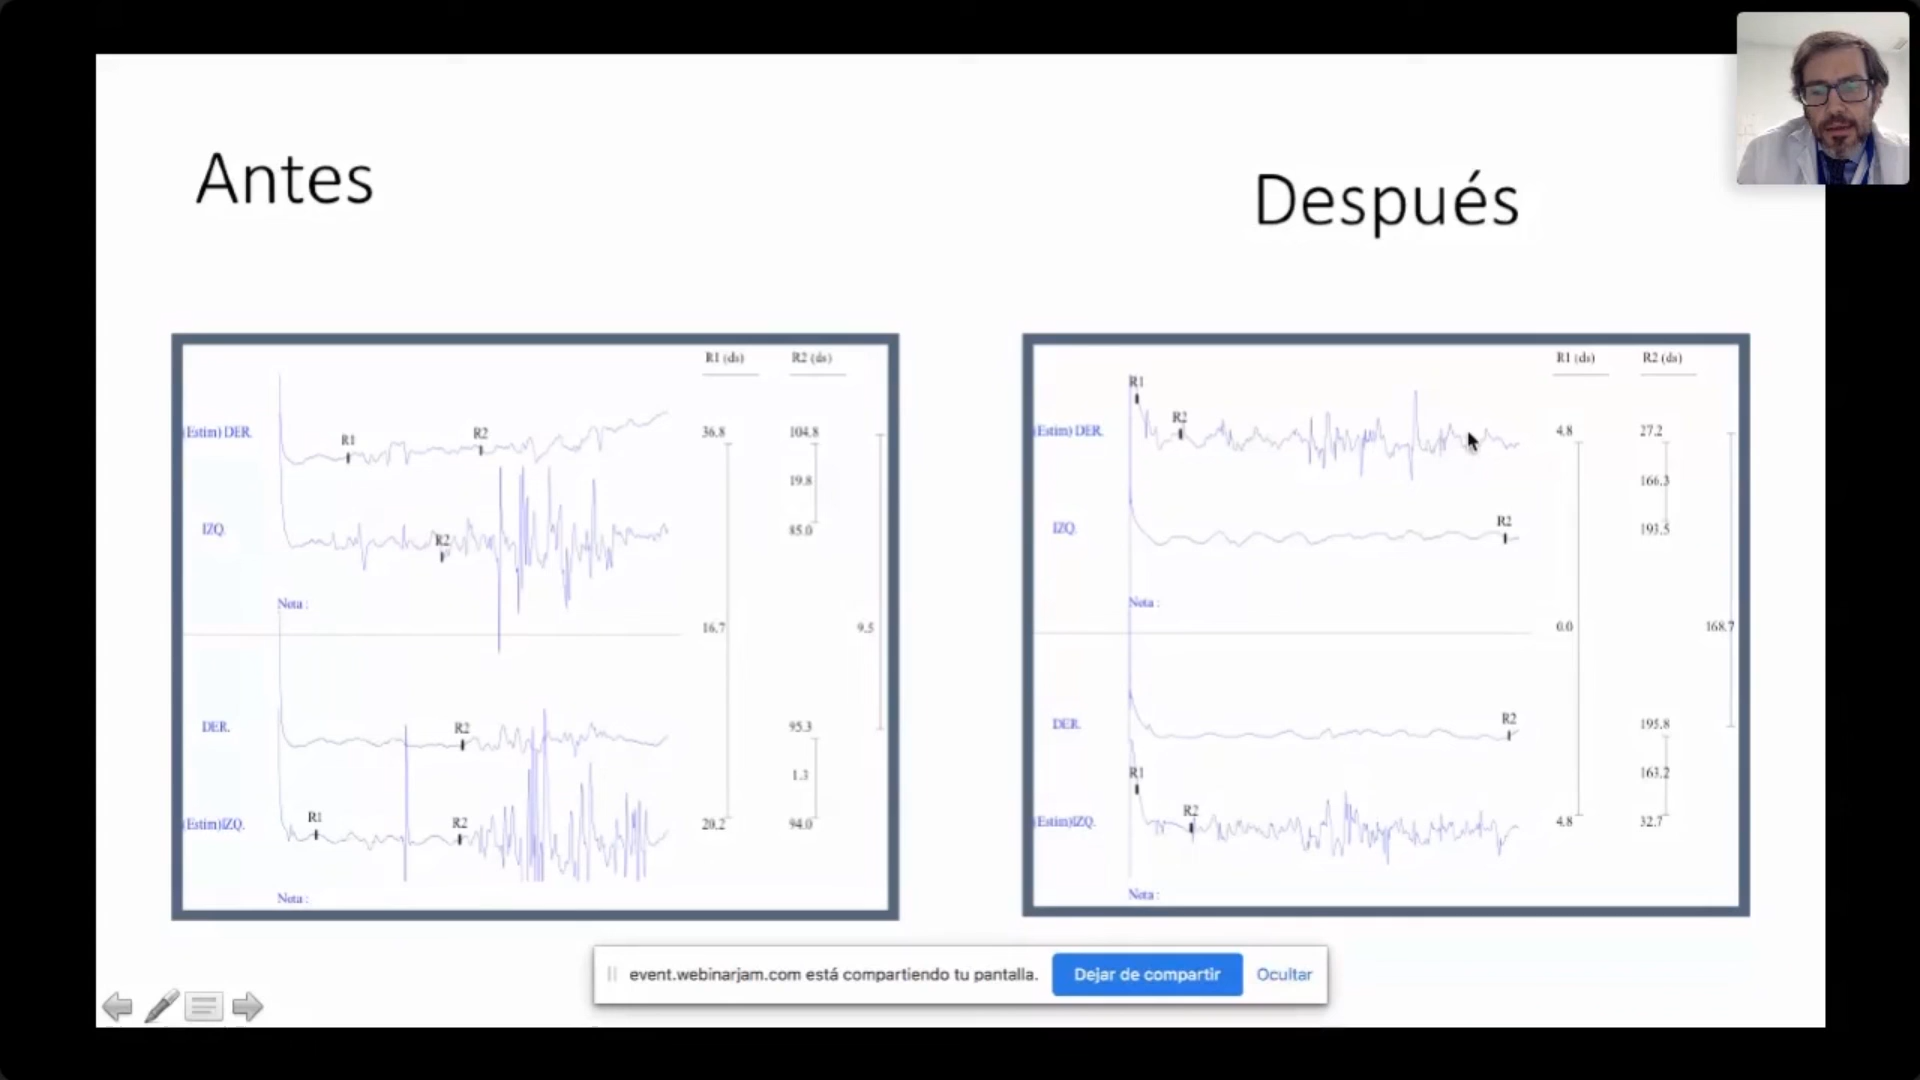 Antes
Después
R1 (ds) R2 (ds)
(Estim) DER. R1 R2 36.8 104.8
19.8
IZQ. R2 85.0
Nota :
16.7 9.5
DER. R2 95.3
1.3
(Estim)IZQ. R1 R2 20.2 94.0
Nota :
R1 (ds) R2 (ds)
R1
(Estim) DER. R2 4.8 27.2
166.3
IZQ. R2 193.5
Nota :
0.0 168.7
DER. R2 195.8
R1 163.2
(Estim)IZQ. R2 4.8 32.7
Nota :
event.webinarjam.com está compartiendo tu pantalla. Dejar de compartir Ocultar